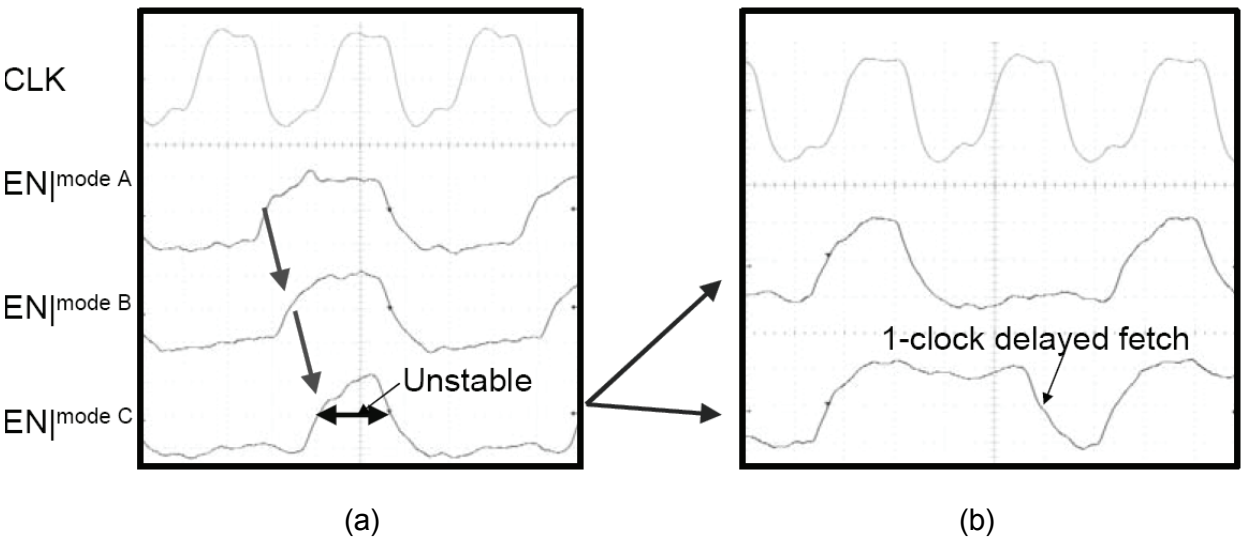 CLK
EN|mode A
EN|mode B
EN|mode C
Unstable
1-clock delayed fetch
(a)
(b)